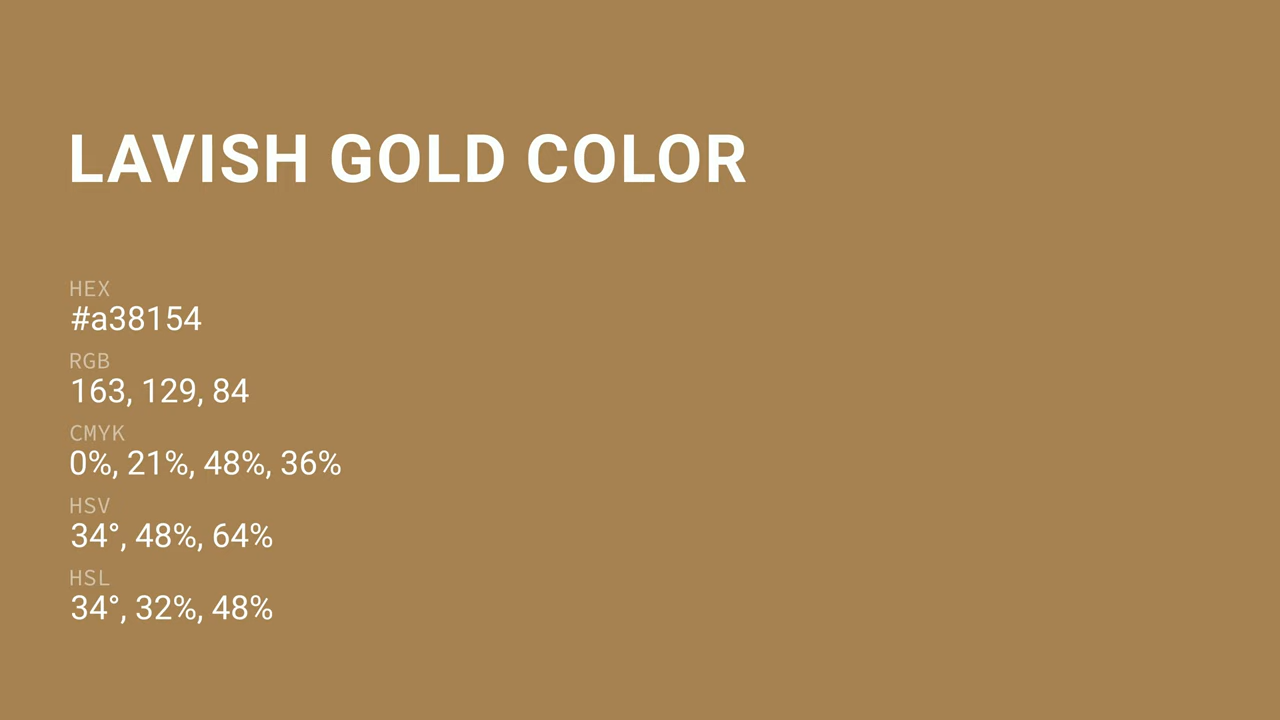 LAVISH GOLD COLOR
HEX
#a38154
RGB
163, 129, 84
CMYK
0%, 21%, 48%, 36%
HSV
34°, 48%, 64%
HSL
34°, 32%, 48%